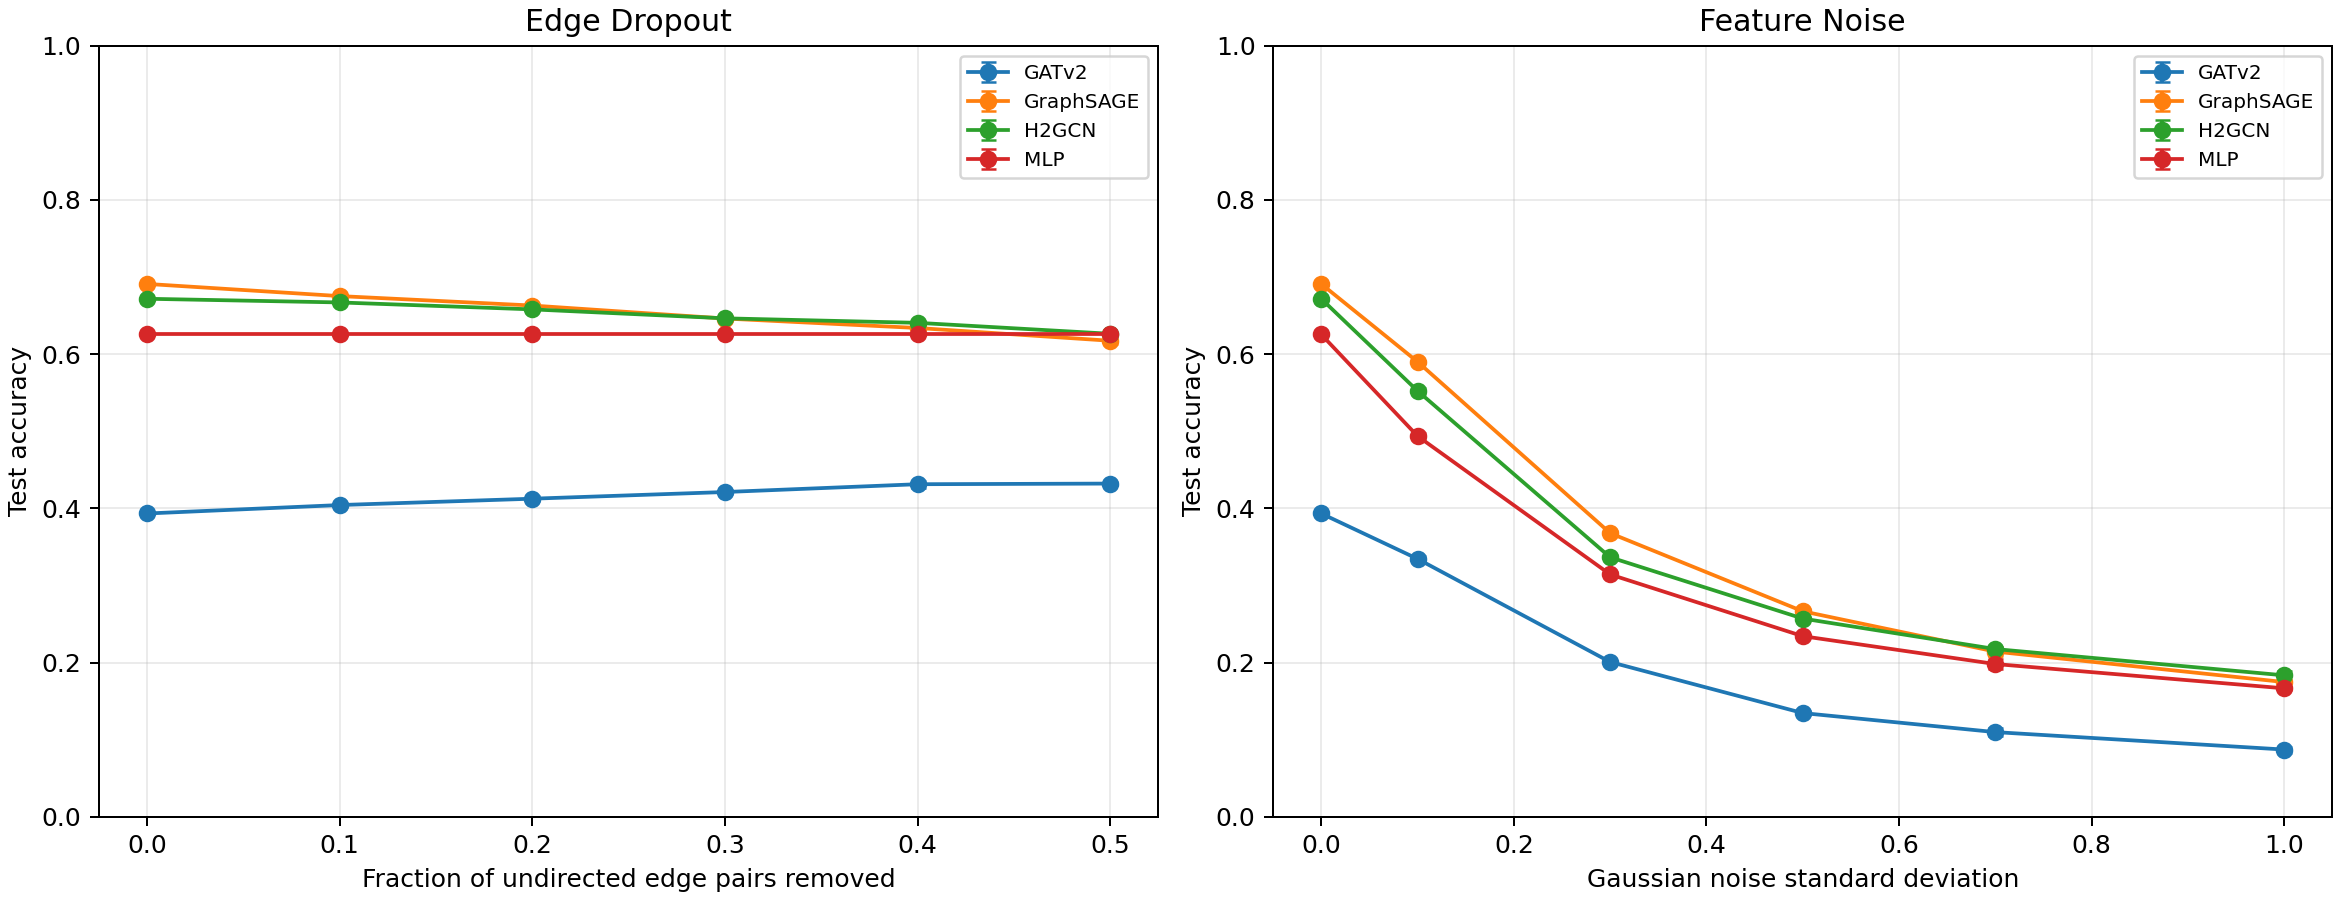 Edge Dropout
Test accuracy
1.0
0.8
0.6
0.4
0.2
0.0
GATv2
GraphSAGE
H2GCN
MLP
0.0 0.1 0.2 0.3 0.4 0.5
Fraction of undirected edge pairs removed
Feature Noise
Test accuracy
1.0
0.8
0.6
0.4
0.2
0.0
GATv2
GraphSAGE
H2GCN
MLP
0.0 0.2 0.4 0.6 0.8 1.0
Gaussian noise standard deviation